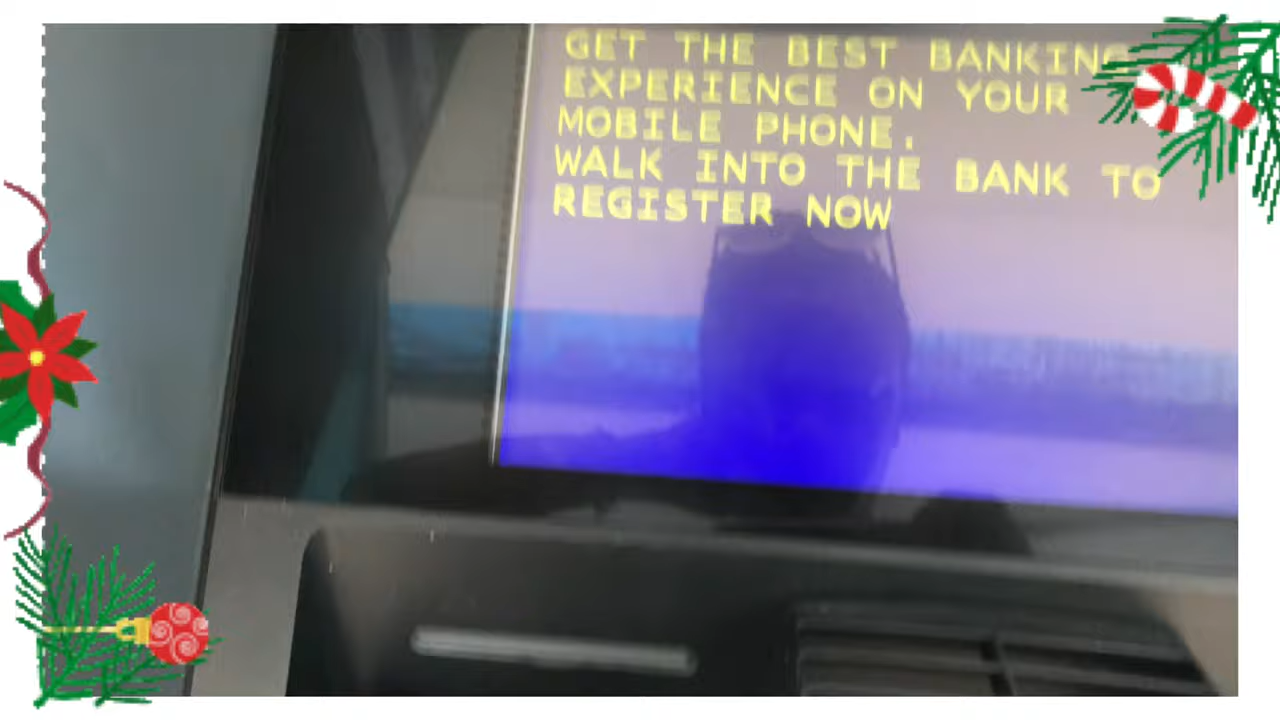 GET THE BEST BANKING
EXPERIENCE ON YOUR
MOBILE PHONE.
WALK INTO THE BANK TO
REGISTER NOW